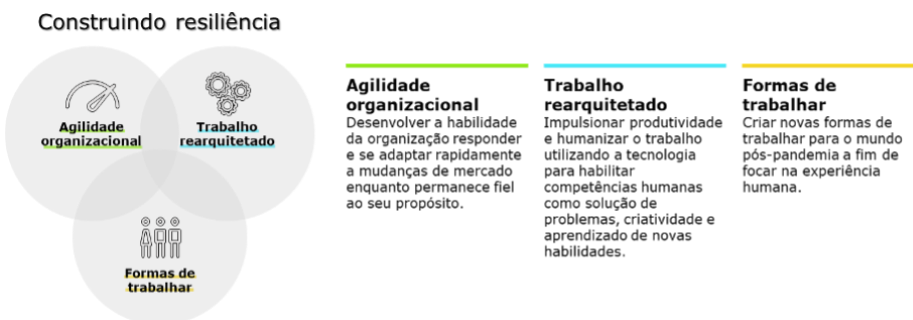 Construindo resiliência
Agilidade
organizacional
Trabalho
rearquitetado
Formas de
trabalhar
Agilidade
organizacional
Desenvolver a habilidade
da organização responder
e se adaptar rapidamente
a mudanças de mercado
enquanto permanece fiel
ao seu propósito.
Trabalho
rearquitetado
Impulsionar produtividade
e humanizar o trabalho
utilizando a tecnologia
para habilitar
competências humanas
como solução de
problemas, criatividade e
aprendizado de novas
habilidades.
Formas de
trabalhar
Criar novas formas de
trabalhar para o mundo
pós-pandemia a fim de
focar na experiência
humana.